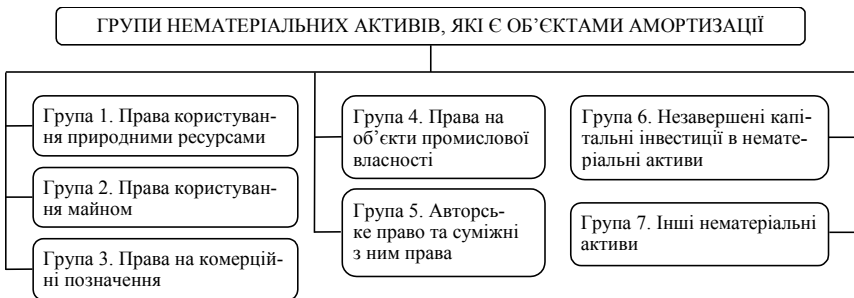 ГРУПИ НЕМАТЕРІАЛЬНИХ АКТИВІВ, ЯКІ Є ОБ’ЄКТАМИ АМОРТИЗАЦІЇ
Група 1. Права користуван-
ня природними ресурсами
Група 2. Права користуван-
ня майном
Група 3. Права на комерцій-
ні позначення
Група 4. Права на
об’єкти промислової
власності
Група 5. Авторсь-
ке право та суміжні
з ним права
Група 6. Незавершені капі-
тальні інвестиції в немате-
ріальні активи
Група 7. Інші нематеріальні
активи